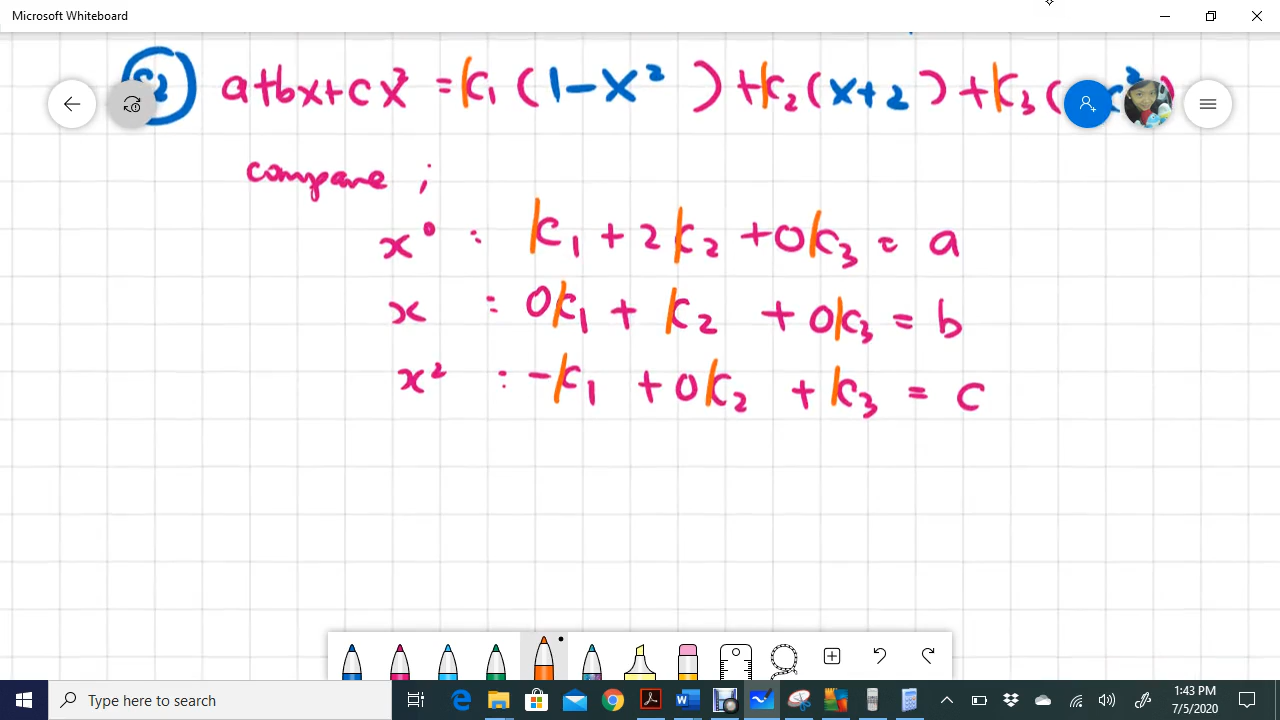 Microsoft Whiteboard
a+bx+cx² = k₁(1-x²) + k₂(x+2) + k₃(x²)
compare ;
x⁰ : k₁ + 2k₂ + 0k₃ = a
x : 0k₁ + k₂ + 0k₃ = b
x² : -k₁ + 0k₂ + k₃ = c
Type here to search
1:43 PM
7/5/2020